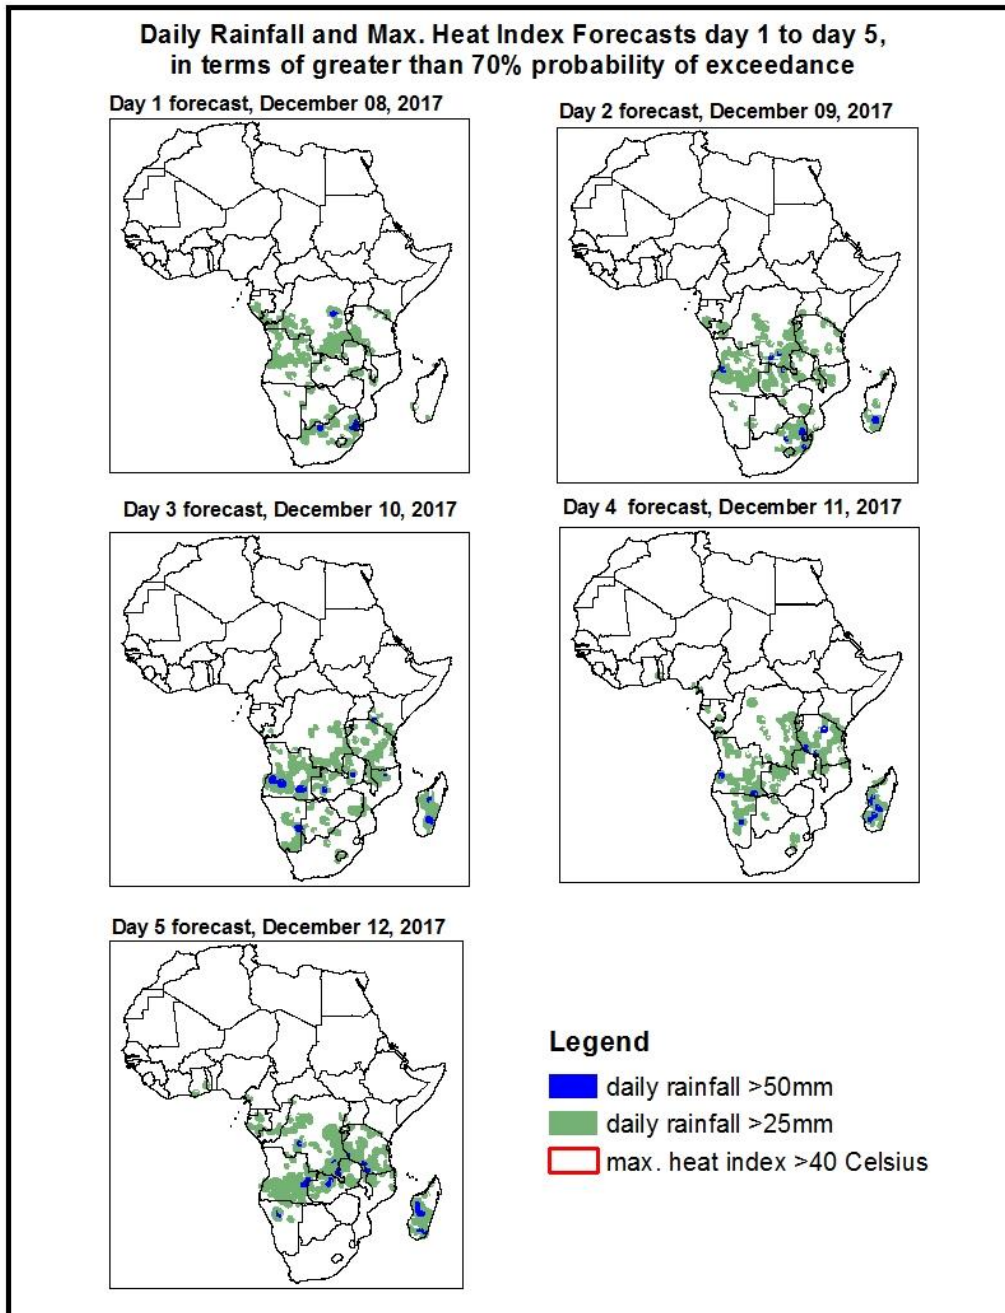 Daily Rainfall and Max. Heat Index Forecasts day 1 to day 5,
in terms of greater than 70% probability of exceedance
Day 1 forecast, December 08, 2017
Day 2 forecast, December 09, 2017
Day 3 forecast, December 10, 2017
Day 4 forecast, December 11, 2017
Day 5 forecast, December 12, 2017
Legend
daily rainfall >50mm
daily rainfall >25mm
max. heat index >40 Celsius